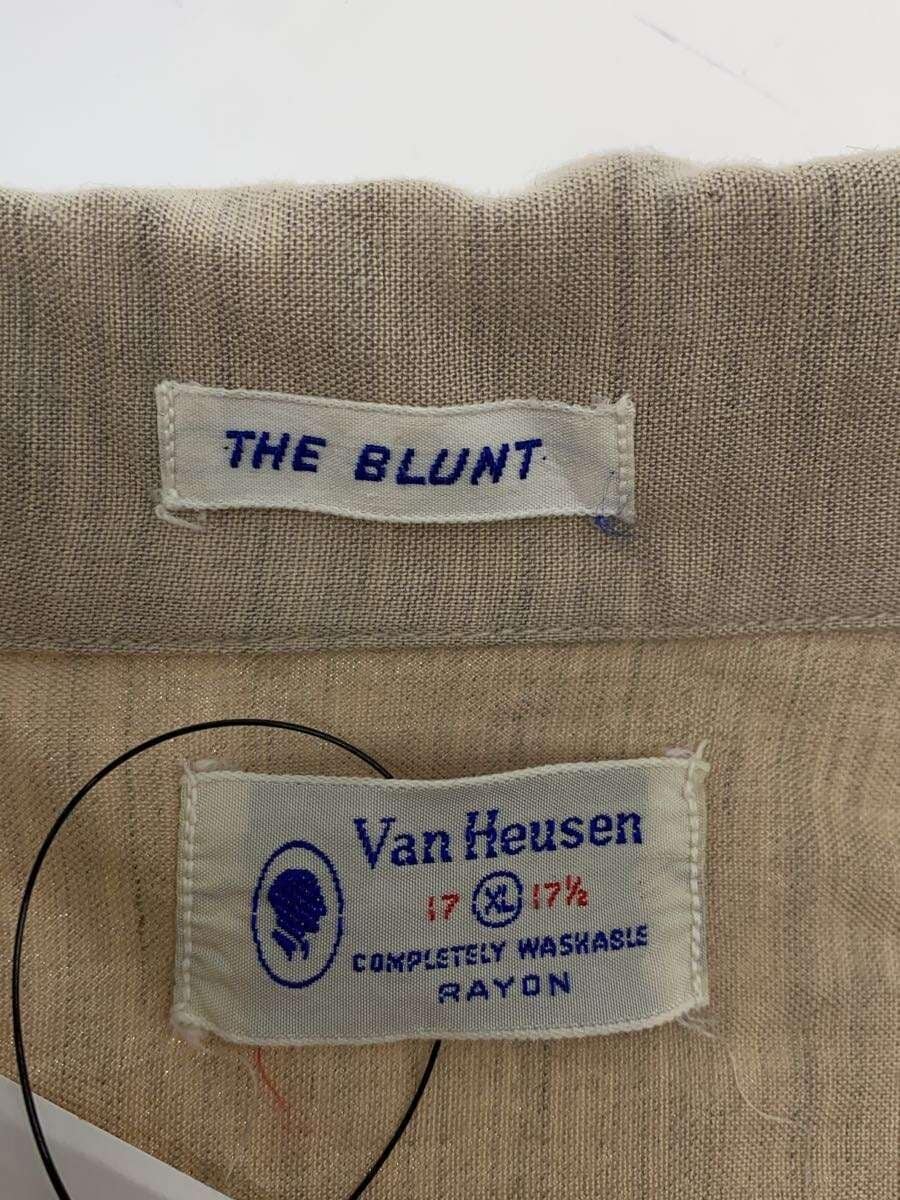 THE BLUNT
Van Heusen
17 XL 17½
COMPLETELY WASHABLE
RAYON